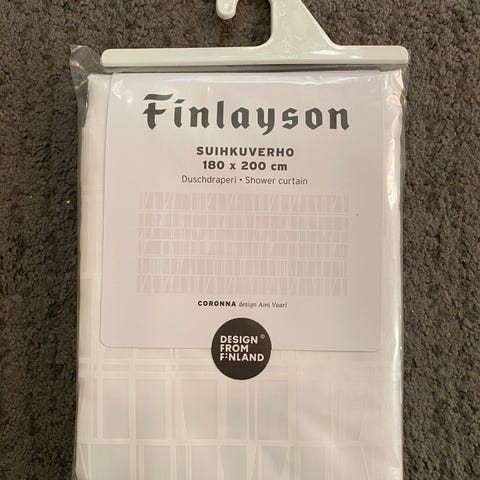 Finlayson
SUIHKUVERHO
180 x 200 cm
Duschdraperi • Shower curtain
CORONNA design Aini Vaari
DESIGN ®
FROM
FINLAND